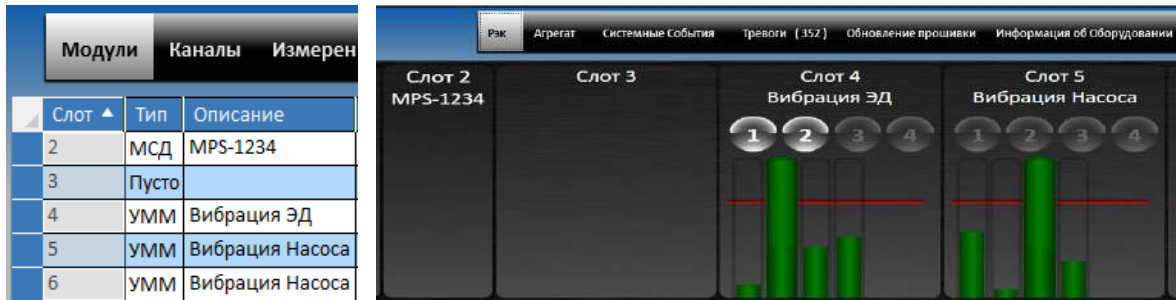 Модули Каналы Измерен
Слот Тип Описание
2 МСД MPS-1234
3 Пусто
4 УММ Вибрация ЭД
5 УММ Вибрация Насоса
6 УММ Вибрация Насоса
Рэк Агрегат Системные События Тревоги (352) Обновление прошивки Информация об Оборудовании
Слот 2 Слот 3 Слот 4 Слот 5
MPS-1234 Вибрация ЭД Вибрация Насоса
1 2 3 4 1 2 3 4